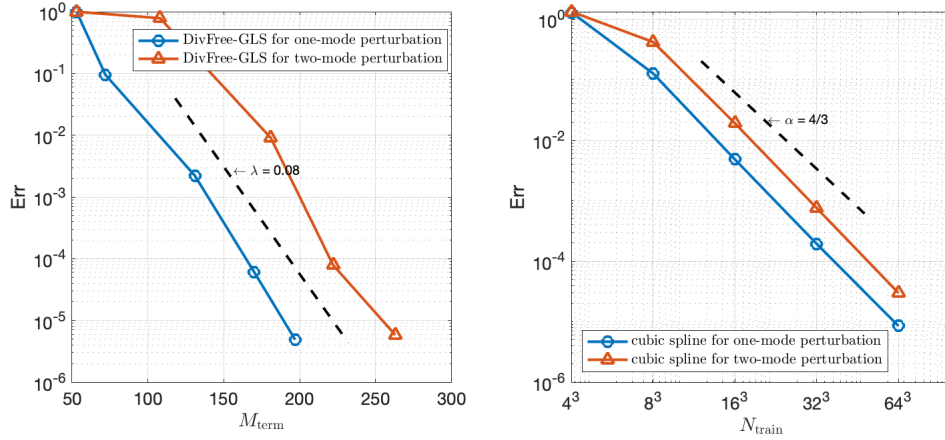 10^0
10^-1
10^-2
10^-3
10^-4
10^-5
10^-6
Err
DivFree-GLS for one-mode perturbation
DivFree-GLS for two-mode perturbation
← λ = 0.08
50 100 150 200 250 300
M_term
10^0
10^-2
10^-4
10^-6
Err
← α = 4/3
cubic spline for one-mode perturbation
cubic spline for two-mode perturbation
4^3 8^3 16^3 32^3 64^3
N_train